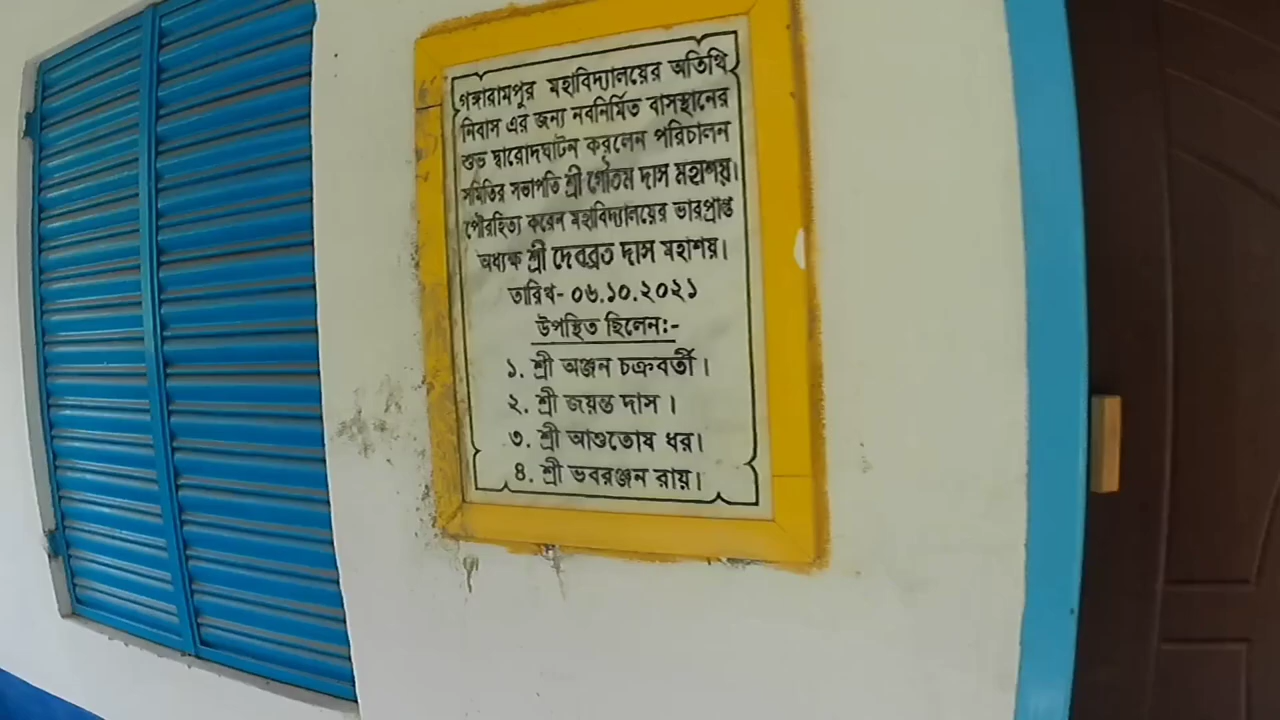 গঙ্গারামপুর মহাবিদ্যালয়ের অতিথি
নিবাস এর জন্য নবনির্মিত বাসস্থানের
শুভ দ্বারোদঘাটন করলেন পরিচালন
সমিতির সভাপতি শ্রী গৌতম দাস মহাশয়।
পৌরহিত্য করেন মহাবিদ্যালয়ের ভারপ্রাপ্ত
অধ্যক্ষ শ্রী দেবব্রত দাস মহাশয়।
তারিখ- ০৬.১০.২০২১
উপস্থিত ছিলেন:-
১. শ্রী অঞ্জন চক্রবর্তী।
২. শ্রী জয়ন্ত দাস।
৩. শ্রী আশুতোষ ধর।
৪. শ্রী ভবরঞ্জন রায়।